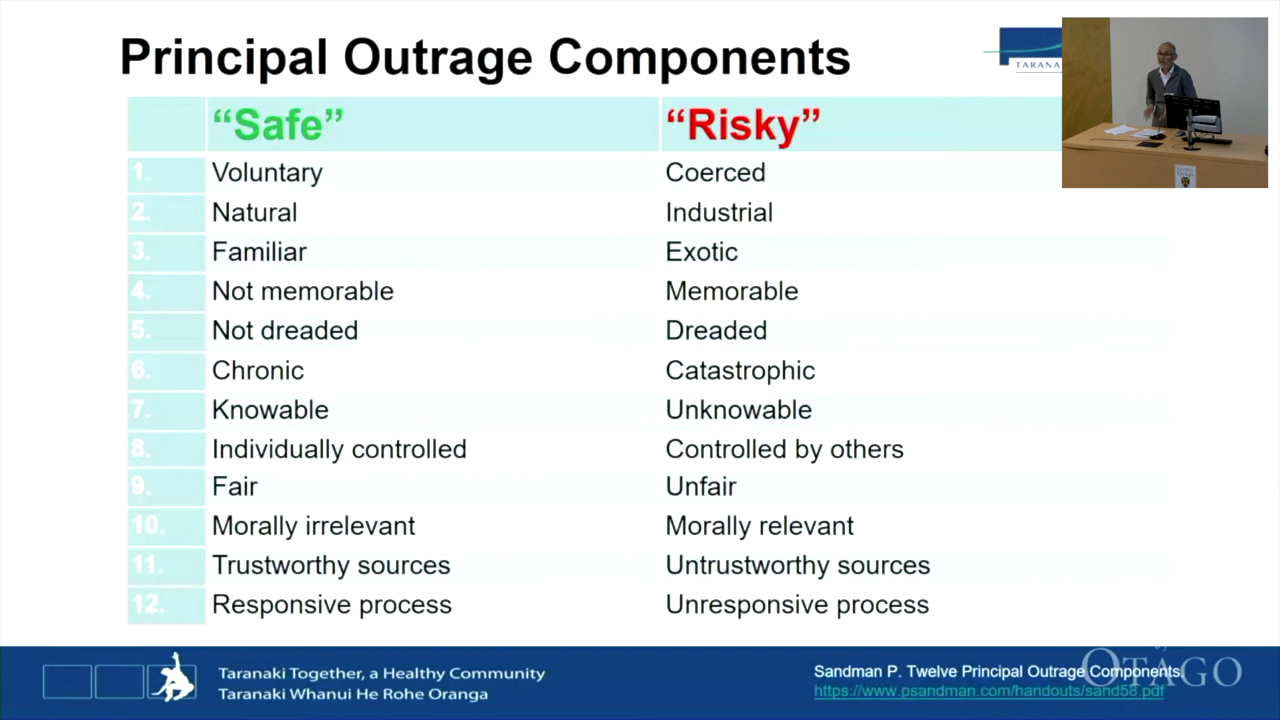 Principal Outrage Components
TARANA
“Safe” “Risky”
1. Voluntary Coerced
2. Natural Industrial
3. Familiar Exotic
4. Not memorable Memorable
5. Not dreaded Dreaded
6. Chronic Catastrophic
7. Knowable Unknowable
8. Individually controlled Controlled by others
9. Fair Unfair
10. Morally irrelevant Morally relevant
11. Trustworthy sources Untrustworthy sources
12. Responsive process Unresponsive process
Taranaki Together, a Healthy Community
Taranaki Whanui He Rohe Oranga
Sandman P. Twelve Principal Outrage Components.
https://www.psandman.com/handouts/sand58.pdf
OTAGO